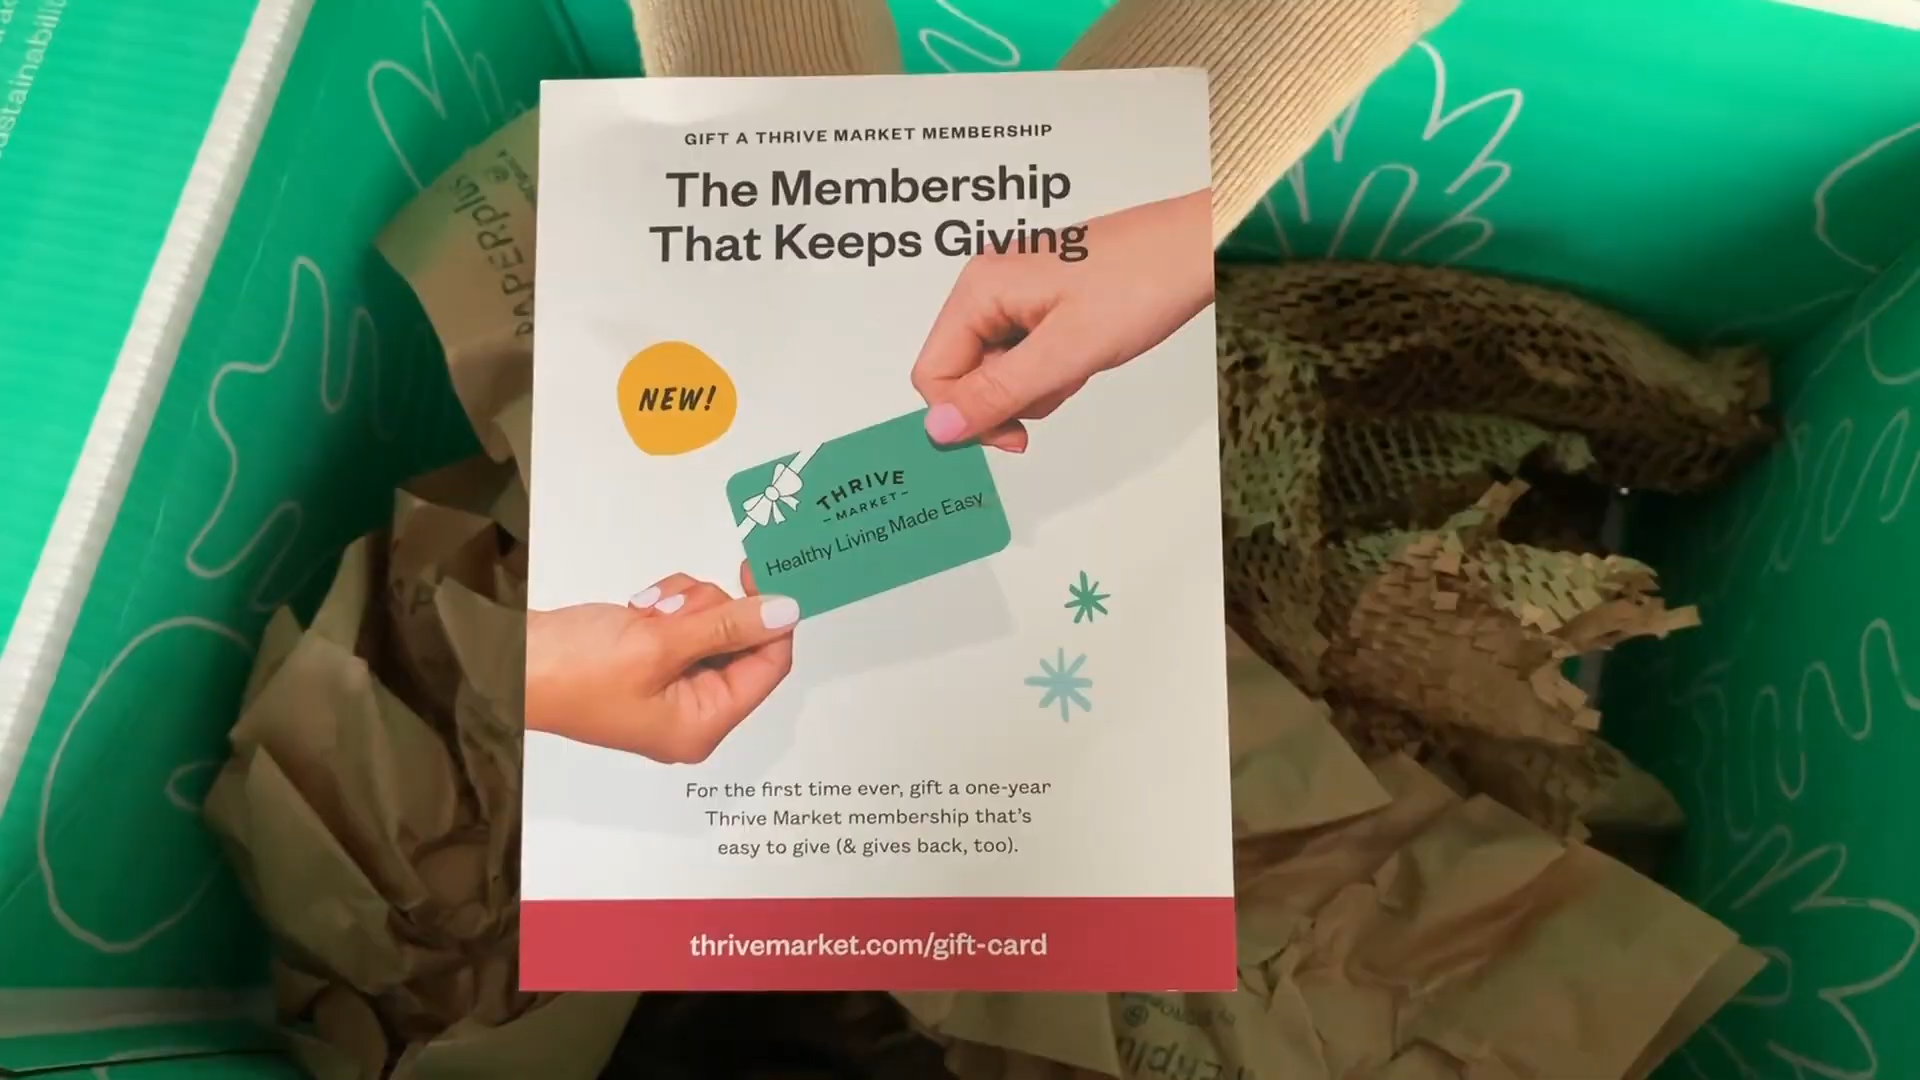 GIFT A THRIVE MARKET MEMBERSHIP
The Membership
That Keeps Giving
NEW!
THRIVE
– MARKET –
Healthy Living Made Easy
For the first time ever, gift a one-year
Thrive Market membership that’s
easy to give (& gives back, too).
thrivemarket.com/gift-card
PAPERplus